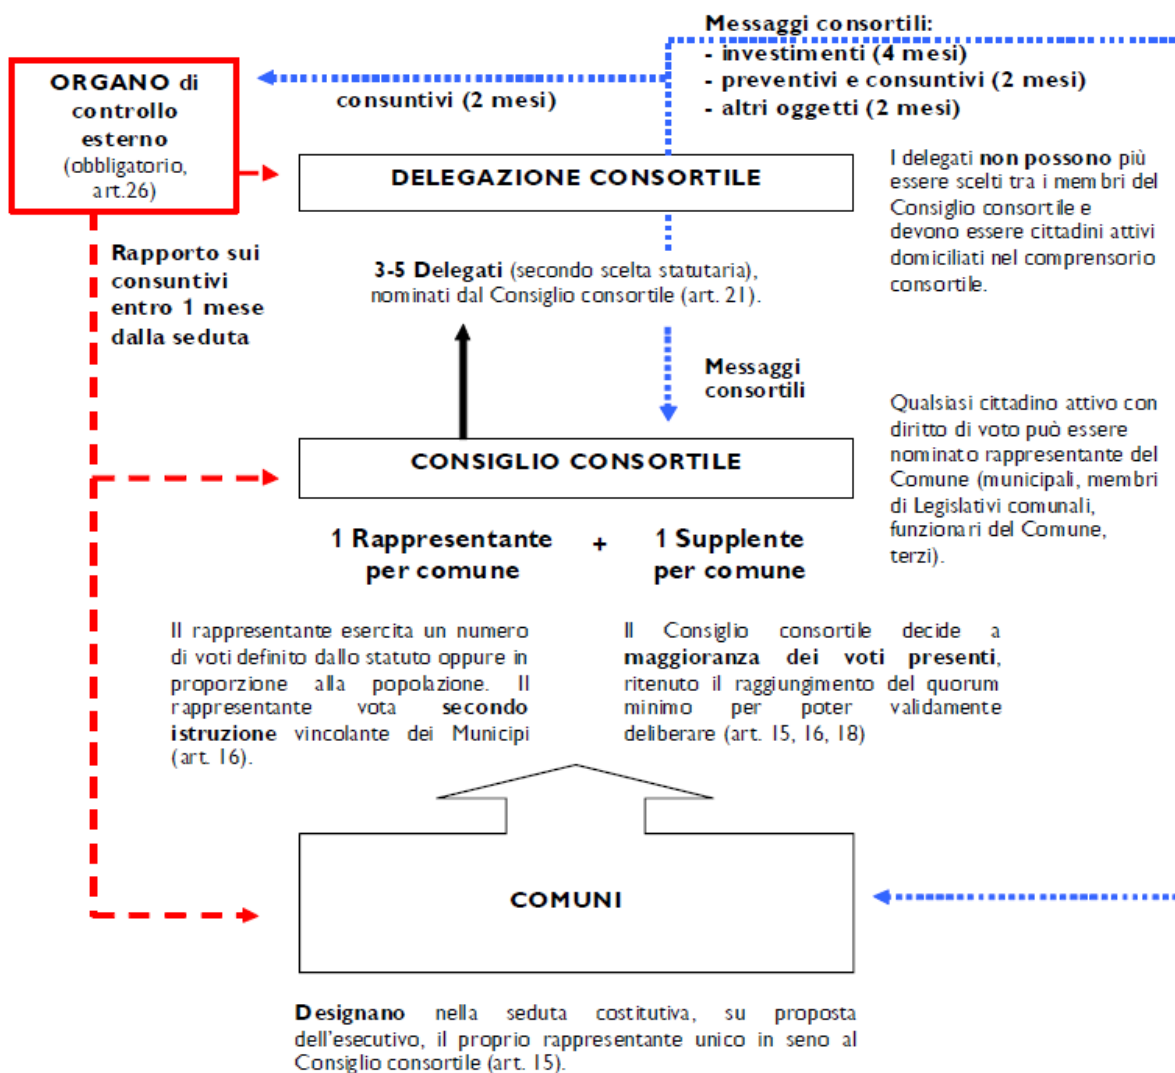 Messaggi consortili:
- investimenti (4 mesi)
- preventivi e consuntivi (2 mesi)
- altri oggetti (2 mesi)
ORGANO di
controllo
esterno
(obbligatorio,
art.26)
consuntivi (2 mesi)
DELEGAZIONE CONSORTILE
I delegati non possono più
essere scelti tra i membri del
Consiglio consortile e
devono essere cittadini attivi
domiciliati nel comprensorio
consortile.
Rapporto sui
consuntivi
entro 1 mese
dalla seduta
3-5 Delegati (secondo scelta statutaria),
nominati dal Consiglio consortile (art. 21).
Messaggi
consortili
Qualsiasi cittadino attivo con
diritto di voto può essere
nominato rappresentante del
Comune (municipali, membri
di Legislativi comunali,
funzionari del Comune,
terzi).
CONSIGLIO CONSORTILE
1 Rappresentante
per comune
+
1 Supplente
per comune
Il rappresentante esercita un numero
di voti definito dallo statuto oppure in
proporzione alla popolazione. Il
rappresentante vota secondo
istruzione vincolante dei Municipi
(art. 16).
Il Consiglio consortile decide a
maggioranza dei voti presenti,
ritenuto il raggiungimento del quorum
minimo per poter validamente
deliberare (art. 15, 16, 18)
COMUNI
Designano nella seduta costitutiva, su proposta
dell'esecutivo, il proprio rappresentante unico in seno al
Consiglio consortile (art. 15).